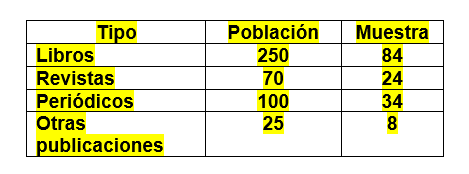 Tipo Población Muestra
Libros 250 84
Revistas 70 24
Periódicos 100 34
Otras 25 8
publicaciones